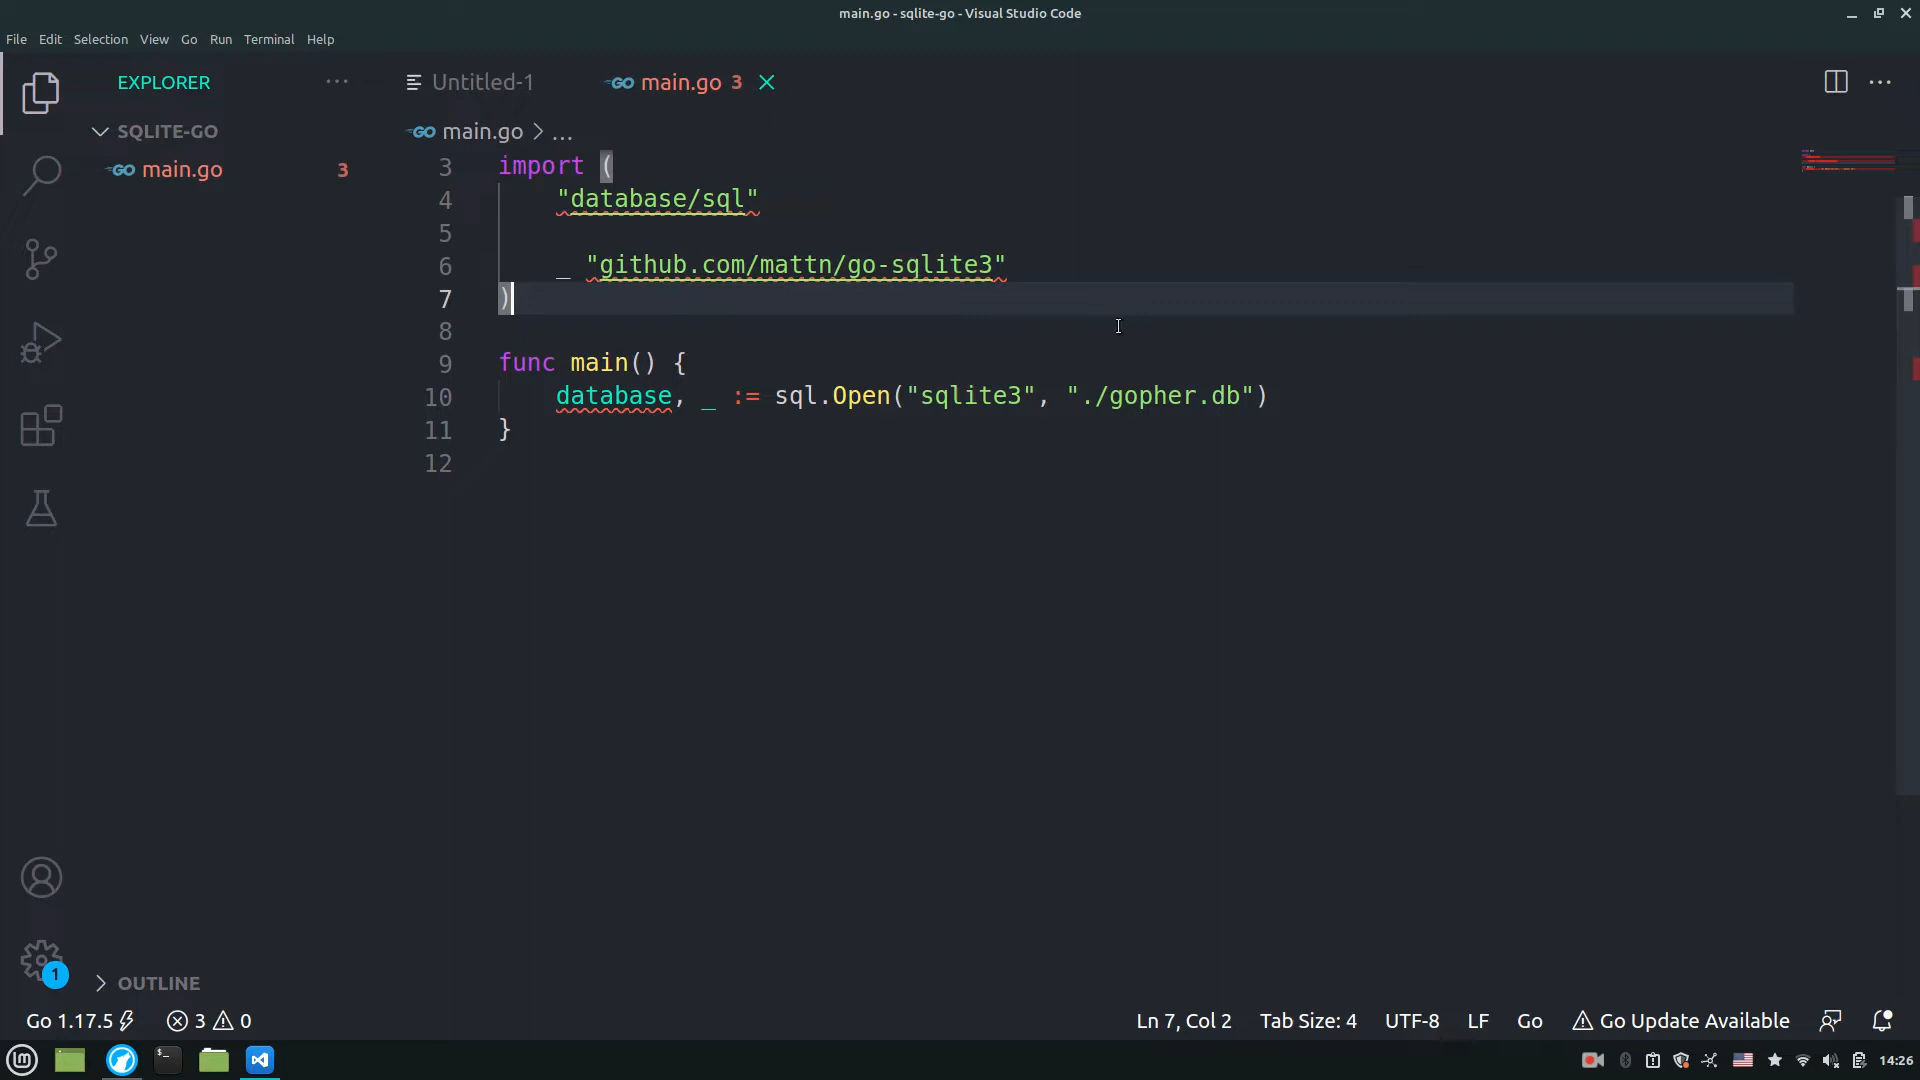 main.go - sqlite-go - Visual Studio Code
File Edit Selection View Go Run Terminal Help
EXPLORER ···
Untitled-1
GO main.go 3
SQLITE-GO
GO main.go > ...
GO main.go 3
3 import (
4 "database/sql"
5
6 _ "github.com/mattn/go-sqlite3"
7 )
8
9 func main() {
10 database, _ := sql.Open("sqlite3", "./gopher.db")
11 }
12
1
OUTLINE
Go 1.17.5 3 0
Ln 7, Col 2 Tab Size: 4 UTF-8 LF Go Go Update Available
14:26